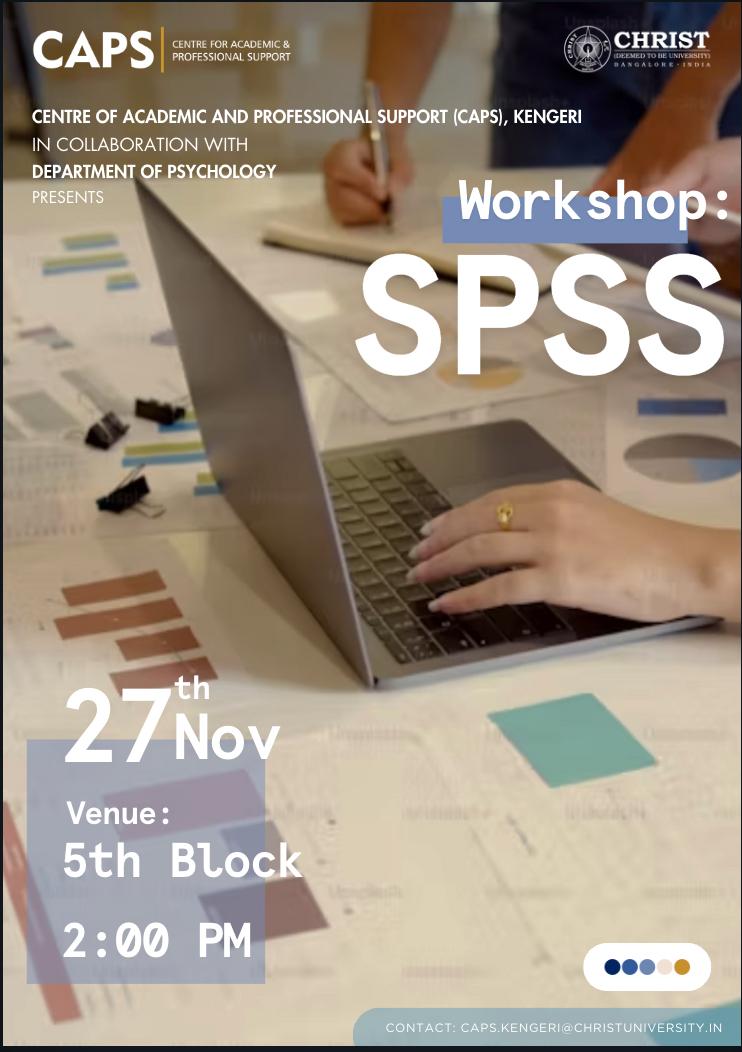 CAPS
CENTRE FOR ACADEMIC &
PROFESSIONAL SUPPORT
CHRIST
(DEEMED TO BE UNIVERSITY)
BANGALORE · INDIA
CENTRE OF ACADEMIC AND PROFESSIONAL SUPPORT (CAPS), KENGERI
IN COLLABORATION WITH
DEPARTMENT OF PSYCHOLOGY
PRESENTS
Workshop:
SPSS
27th Nov
Venue:
5th Block
2:00 PM
CONTACT: CAPS.KENGERI@CHRISTUNIVERSITY.IN